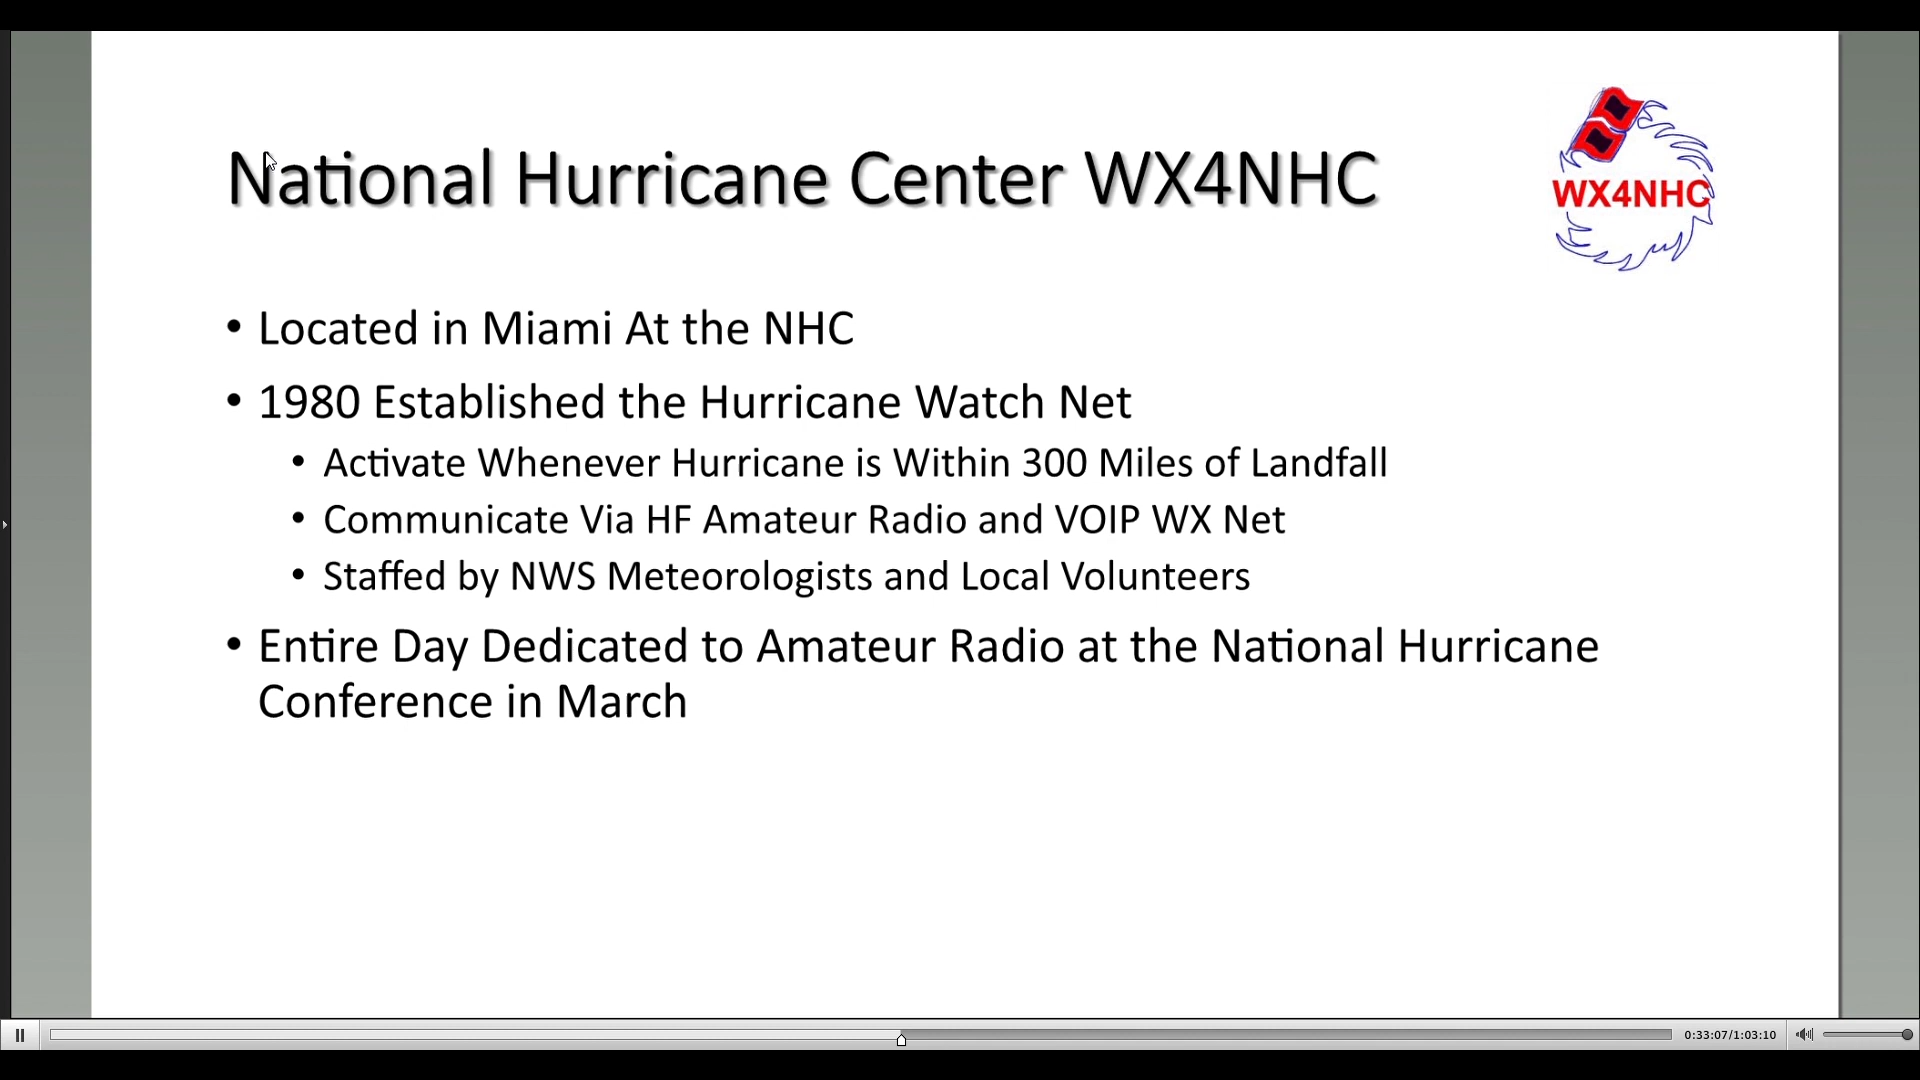 National Hurricane Center WX4NHC
WX4NHC
• Located in Miami At the NHC
• 1980 Established the Hurricane Watch Net
• Activate Whenever Hurricane is Within 300 Miles of Landfall
• Communicate Via HF Amateur Radio and VOIP WX Net
• Staffed by NWS Meteorologists and Local Volunteers
• Entire Day Dedicated to Amateur Radio at the National Hurricane
Conference in March
0:33:07/1:03:10